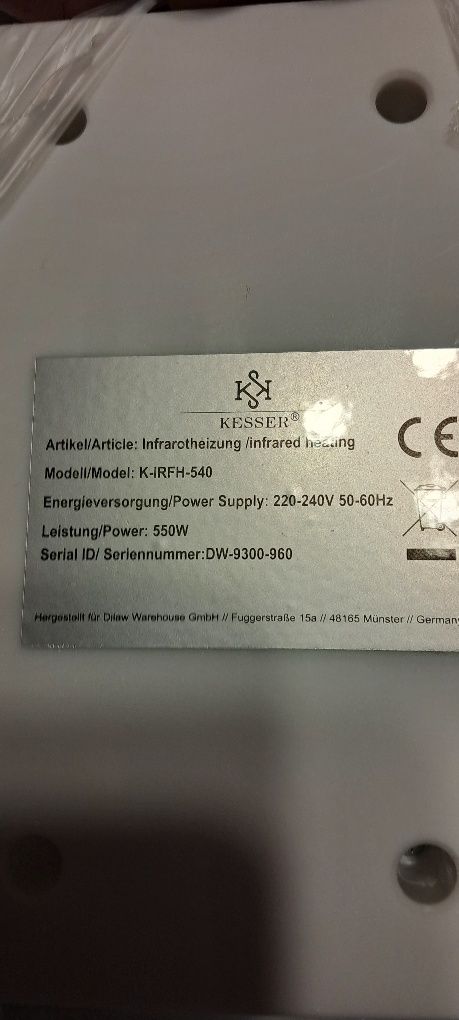 KESSER®
Artikel/Article: Infrarotheizung /infrared heating
Modell/Model: K-IRFH-540
Energieversorgung/Power Supply: 220-240V 50-60Hz
Leistung/Power: 550W
Serial ID/ Seriennummer:DW-9300-960
Hergestellt für Dilaw Warehouse GmbH // Fuggerstraße 15a // 48165 Münster // Germany
CE